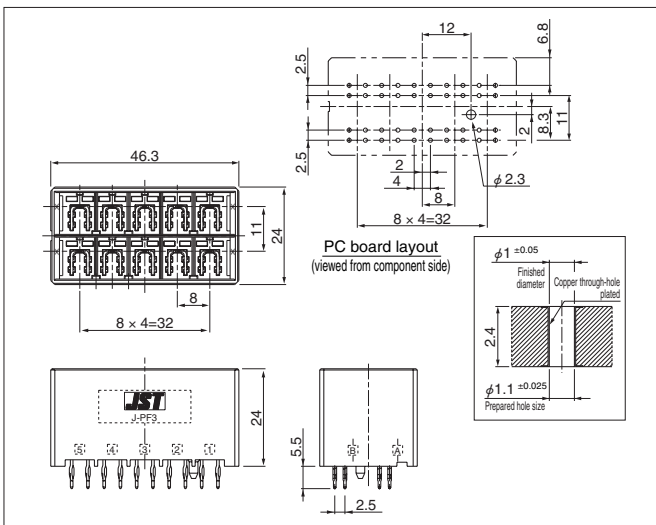 12
6.8
2.5
2.5
11
8.3
2
2
4
φ2.3
8
8 × 4=32
PC board layout
(viewed from component side)
46.3
11
24
8
8 × 4=32
φ1 ±0.05
Finished
diameter
Copper through-hole
plated
2.4
φ1.1 ±0.025
Prepared hole size
JST
J-PF3
5 4 3 2 1
24
B A
5.5
2.5